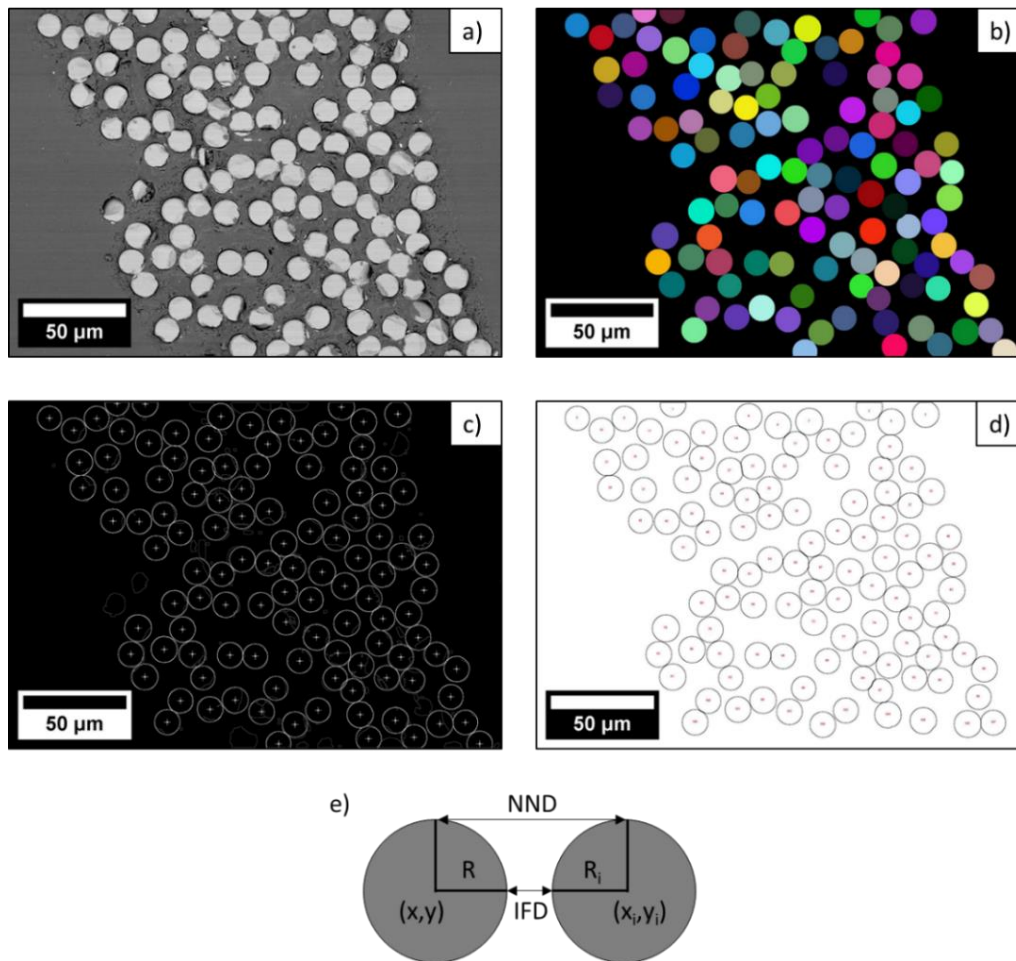 a)
50 µm
b)
50 µm
c)
50 µm
d)
50 µm
e)
NND
R
Rᵢ
(x,y)
IFD
(xᵢ,yᵢ)